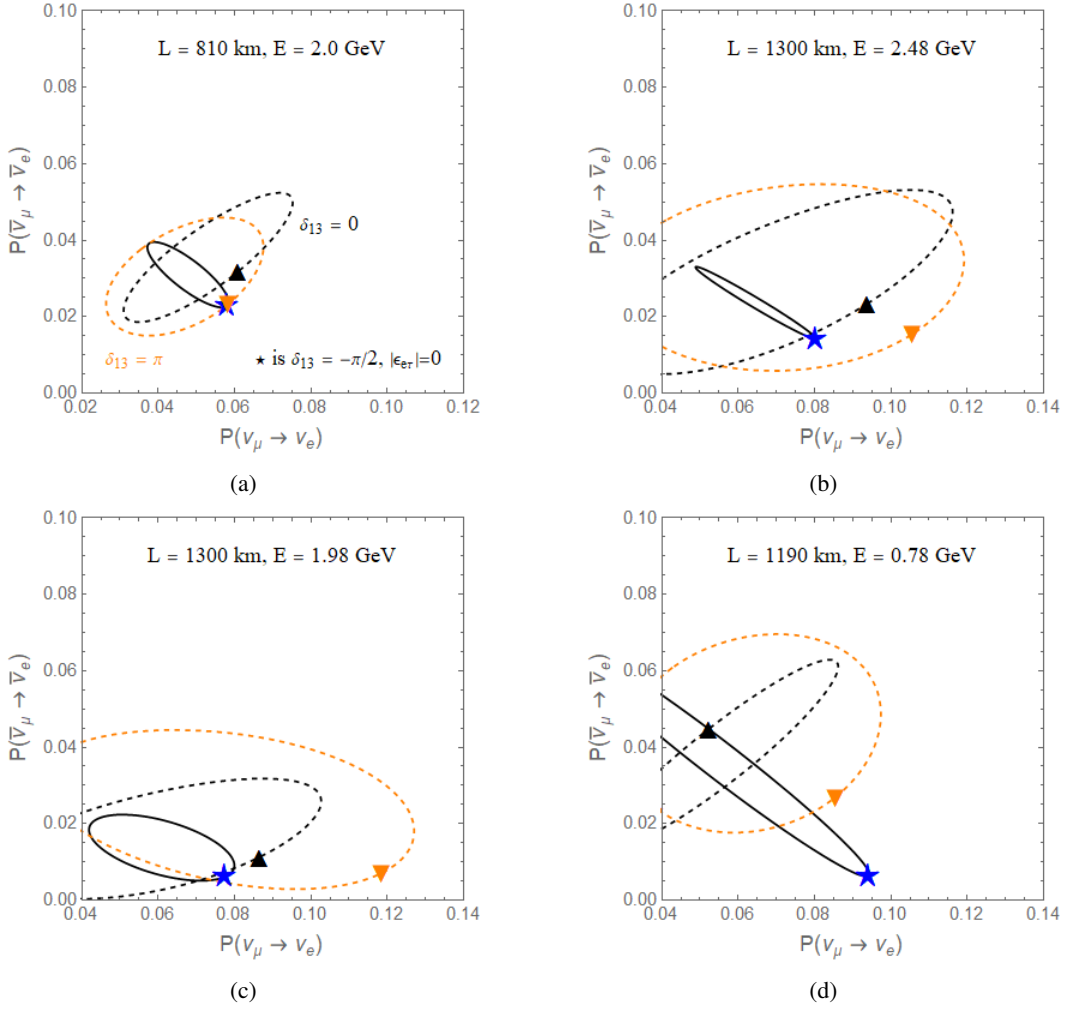 L = 810 km, E = 2.0 GeV
δ₁₃ = 0
δ₁₃ = π
★ is δ₁₃ = −π/2, |ϵₑτ|=0
P(ν̄μ → ν̄ₑ)
0.10
0.08
0.06
0.04
0.02
0.00
0.02 0.04 0.06 0.08 0.10 0.12
P(νμ → νₑ)
(a)
L = 1300 km, E = 2.48 GeV
P(ν̄μ → ν̄ₑ)
0.10
0.08
0.06
0.04
0.02
0.00
0.04 0.06 0.08 0.10 0.12 0.14
P(νμ → νₑ)
(b)
L = 1300 km, E = 1.98 GeV
P(ν̄μ → ν̄ₑ)
0.10
0.08
0.06
0.04
0.02
0.00
0.04 0.06 0.08 0.10 0.12 0.14
P(νμ → νₑ)
(c)
L = 1190 km, E = 0.78 GeV
P(ν̄μ → ν̄ₑ)
0.10
0.08
0.06
0.04
0.02
0.00
0.04 0.06 0.08 0.10 0.12 0.14
P(νμ → νₑ)
(d)